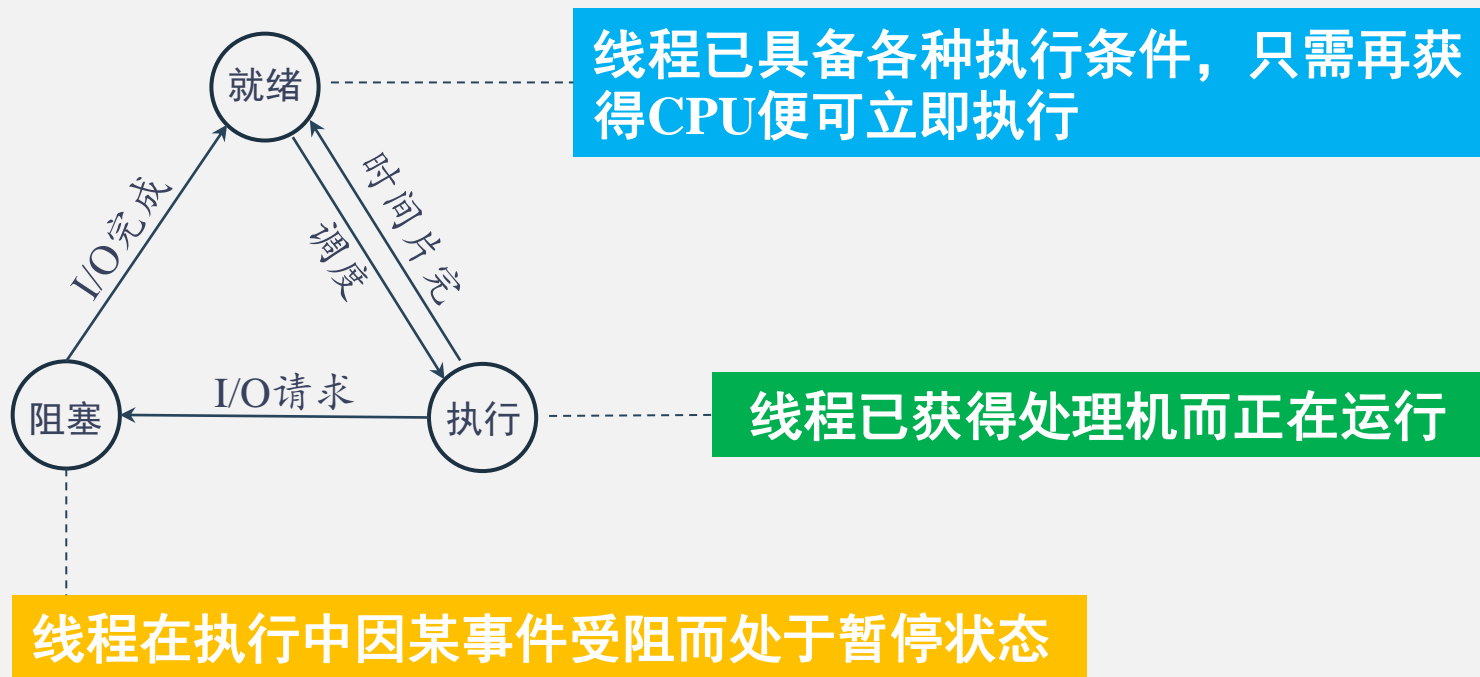 就绪
线程已具备各种执行条件，只需再获
得CPU便可立即执行
I/O完成
调度
时间片完
阻塞
I/O请求
执行
线程已获得处理机而正在运行
线程在执行中因某事件受阻而处于暂停状态